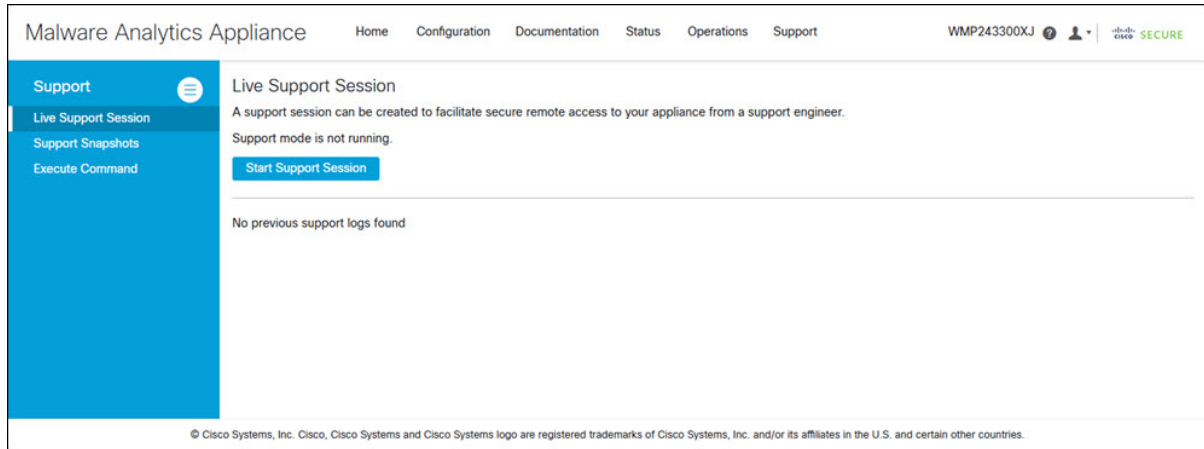 Malware Analytics Appliance Home Configuration Documentation Status Operations Support WMP243300XJ ? cisco SECURE
Support
Live Support Session
Support Snapshots
Execute Command
Live Support Session
A support session can be created to facilitate secure remote access to your appliance from a support engineer.
Support mode is not running.
Start Support Session
No previous support logs found
© Cisco Systems, Inc. Cisco, Cisco Systems and Cisco Systems logo are registered trademarks of Cisco Systems, Inc. and/or its affiliates in the U.S. and certain other countries.